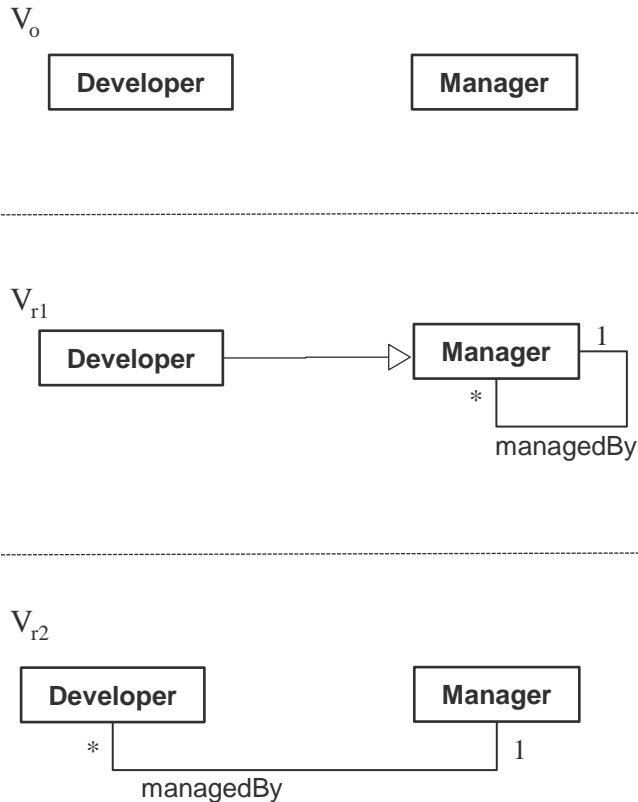 Vo
Developer Manager
Vr1
Developer Manager 1
*
managedBy
Vr2
Developer Manager
* 1
managedBy